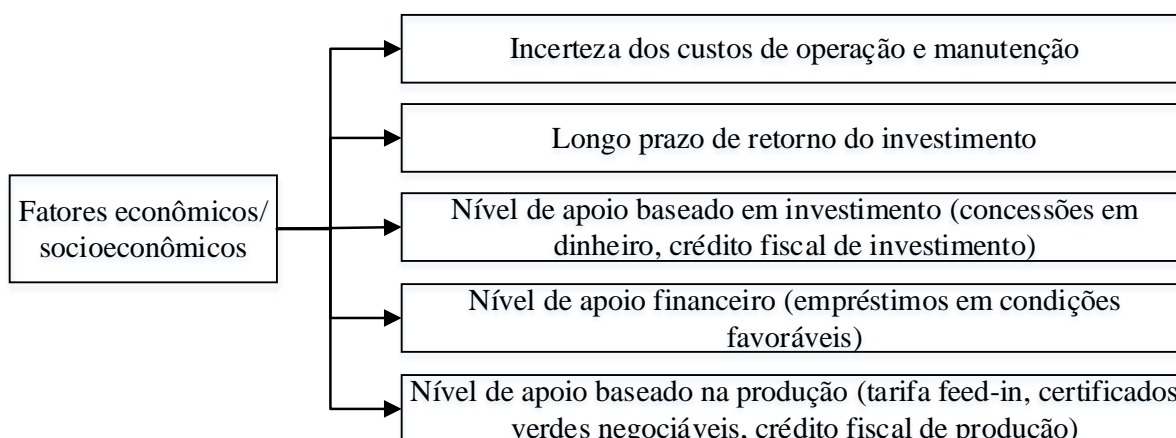 Incerteza dos custos de operação e manutenção
Longo prazo de retorno do investimento
Fatores econômicos/
socioeconômicos
Nível de apoio baseado em investimento (concessões em
dinheiro, crédito fiscal de investimento)
Nível de apoio financeiro (empréstimos em condições
favoráveis)
Nível de apoio baseado na produção (tarifa feed-in, certificados
verdes negociáveis, crédito fiscal de produção)